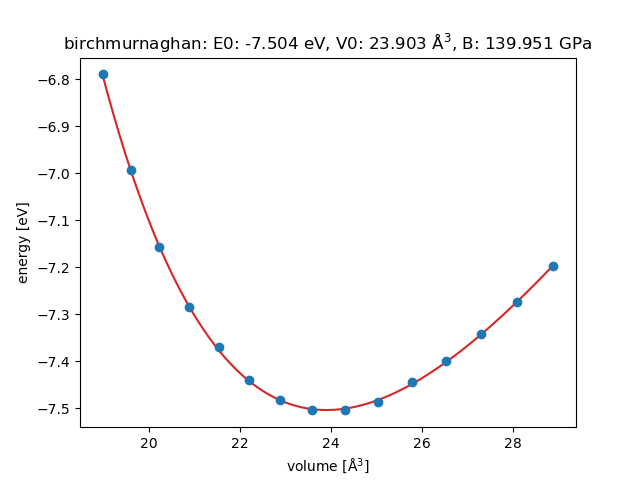 birchmurnaghan: E0: -7.504 eV, V0: 23.903 Å³, B: 139.951 GPa
−6.8
−6.9
−7.0
−7.1
−7.2
−7.3
−7.4
−7.5
energy [eV]
20 22 24 26 28
volume [Å³]